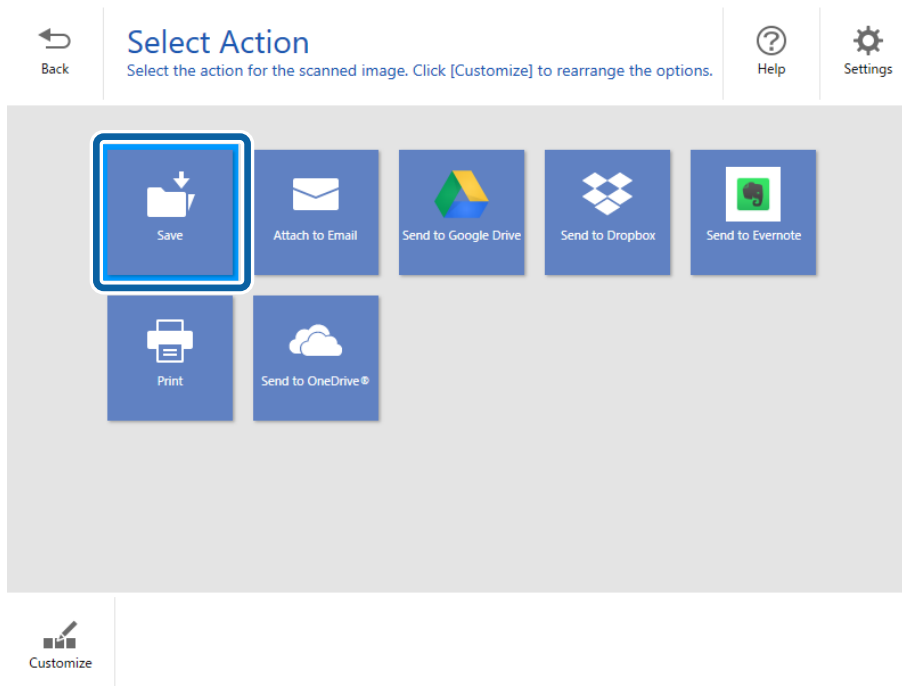 Back
Select Action
Select the action for the scanned image. Click [Customize] to rearrange the options.
Help
Settings
Save
Attach to Email
Send to Google Drive
Send to Dropbox
Send to Evernote
Print
Send to OneDrive®
Customize